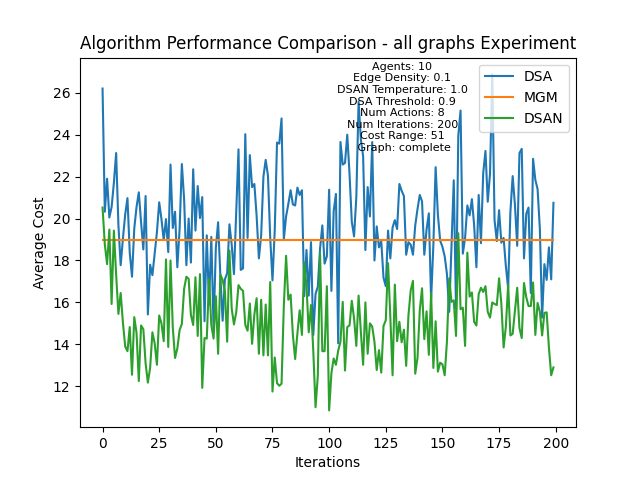 Algorithm Performance Comparison - all graphs Experiment
Agents: 10
Edge Density: 0.1
DSAN Temperature: 1.0
DSA Threshold: 0.9
Num Actions: 8
Num Iterations: 200
Cost Range: 51
Graph: complete
DSA
MGM
DSAN
Average Cost
26
24
22
20
18
16
14
12
0
25
50
75
100
125
150
175
200
Iterations